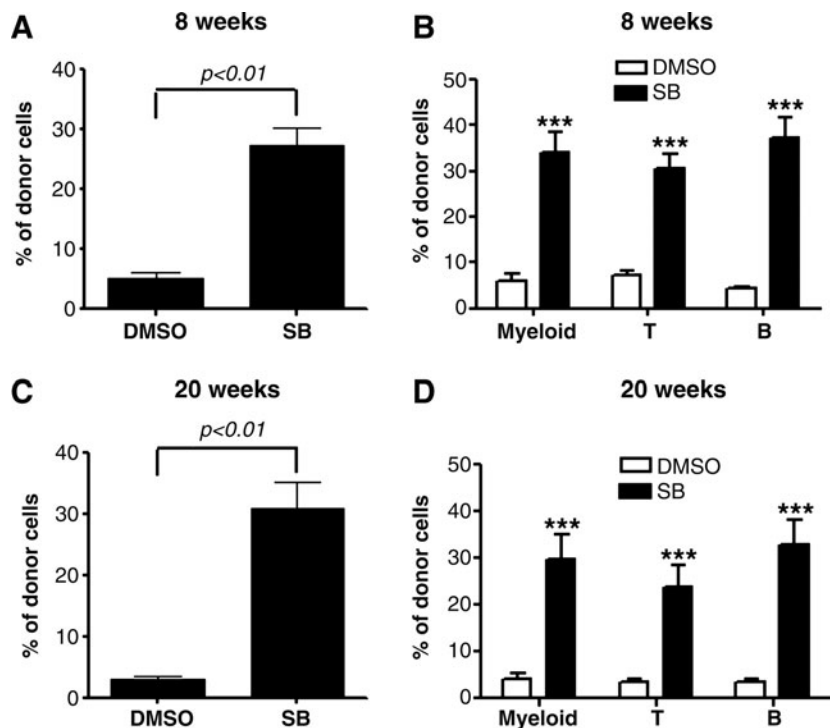 A
8 weeks
% of donor cells
40
30
20
10
0
p<0.01
DMSO
SB
B
8 weeks
% of donor cells
50
40
30
20
10
0
DMSO
SB
***
***
***
Myeloid
T
B
C
20 weeks
% of donor cells
40
30
20
10
0
p<0.01
DMSO
SB
D
20 weeks
% of donor cells
50
40
30
20
10
0
DMSO
SB
***
***
***
Myeloid
T
B